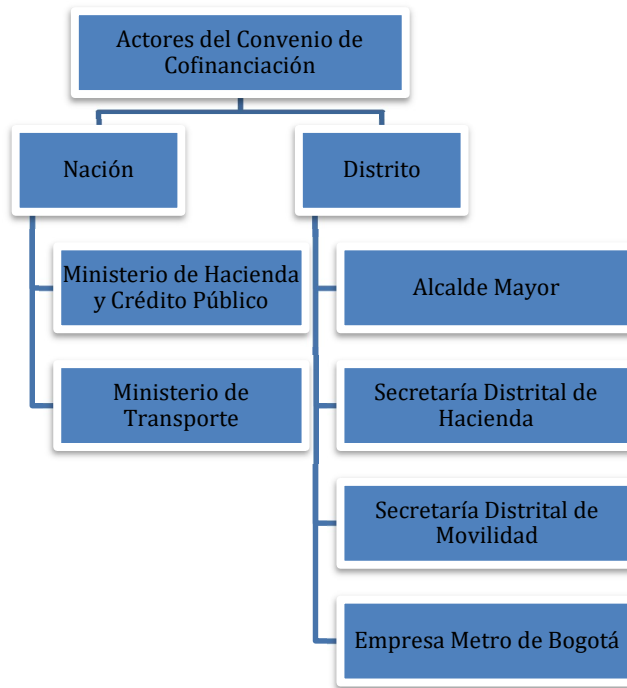 Actores del Convenio de
Cofinanciación
Nación
Distrito
Ministerio de Hacienda
y Crédito Público
Alcalde Mayor
Ministerio de
Transporte
Secretaría Distrital de
Hacienda
Secretaría Distrital de
Movilidad
Empresa Metro de Bogotá